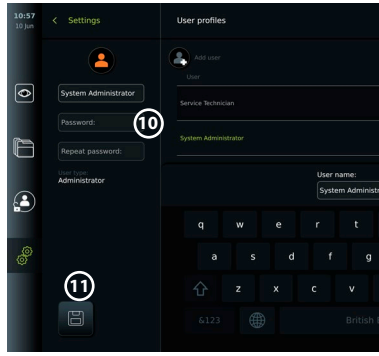 10:57
10 Jun
Settings
System Administrator
Password:
10
Repeat password:
User type:
Administrator
11
User profiles
Add user
User
Service Technician
System Administrator
User name:
System Administr
q w e r t
a s d f g
z x c v
&123
British E